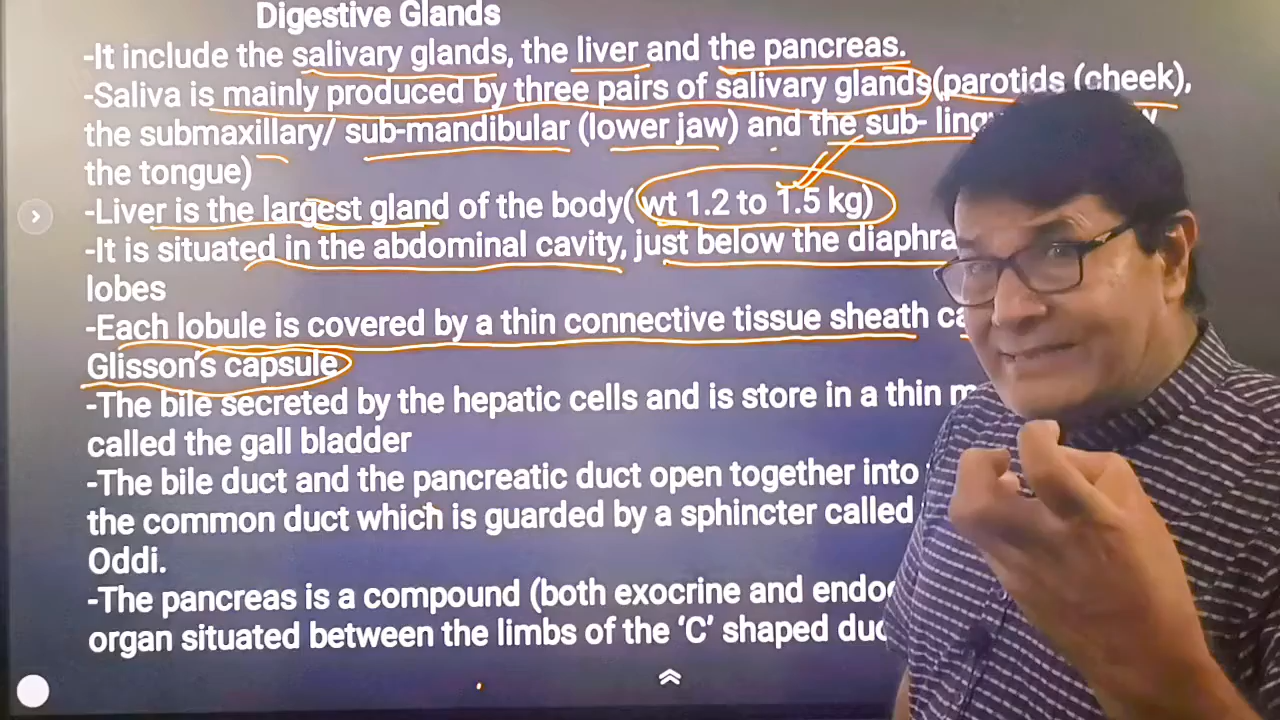 Digestive Glands
-It include the salivary glands, the liver and the pancreas.
-Saliva is mainly produced by three pairs of salivary glands(parotids (cheek),
the submaxillary/ sub-mandibular (lower jaw) and the sub-
the tongue)
-Liver is the largest gland of the body( wt 1.2 to 1.5 kg)
-It is situated in the abdominal cavity, just below the
lobes
-Each lobule is covered by a thin connective tissue sheath
Glisson's capsule
-The bile secreted by the hepatic cells and is store in a thin
called the gall bladder
-The bile duct and the pancreatic duct open together into
the common duct which is guarded by a sphincter called
Oddi.
-The pancreas is a compound (both exocrine and
organ situated between the limbs of the ‘C’ shaped